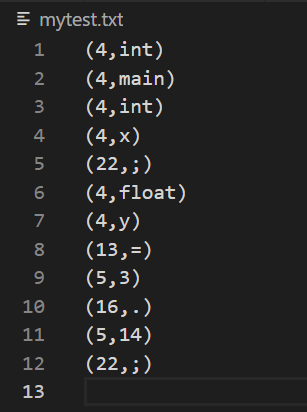 mytest.txt
1 (4,int)
2 (4,main)
3 (4,int)
4 (4,x)
5 (22,;)
6 (4,float)
7 (4,y)
8 (13,=)
9 (5,3)
10 (16,.)
11 (5,14)
12 (22,;)
13